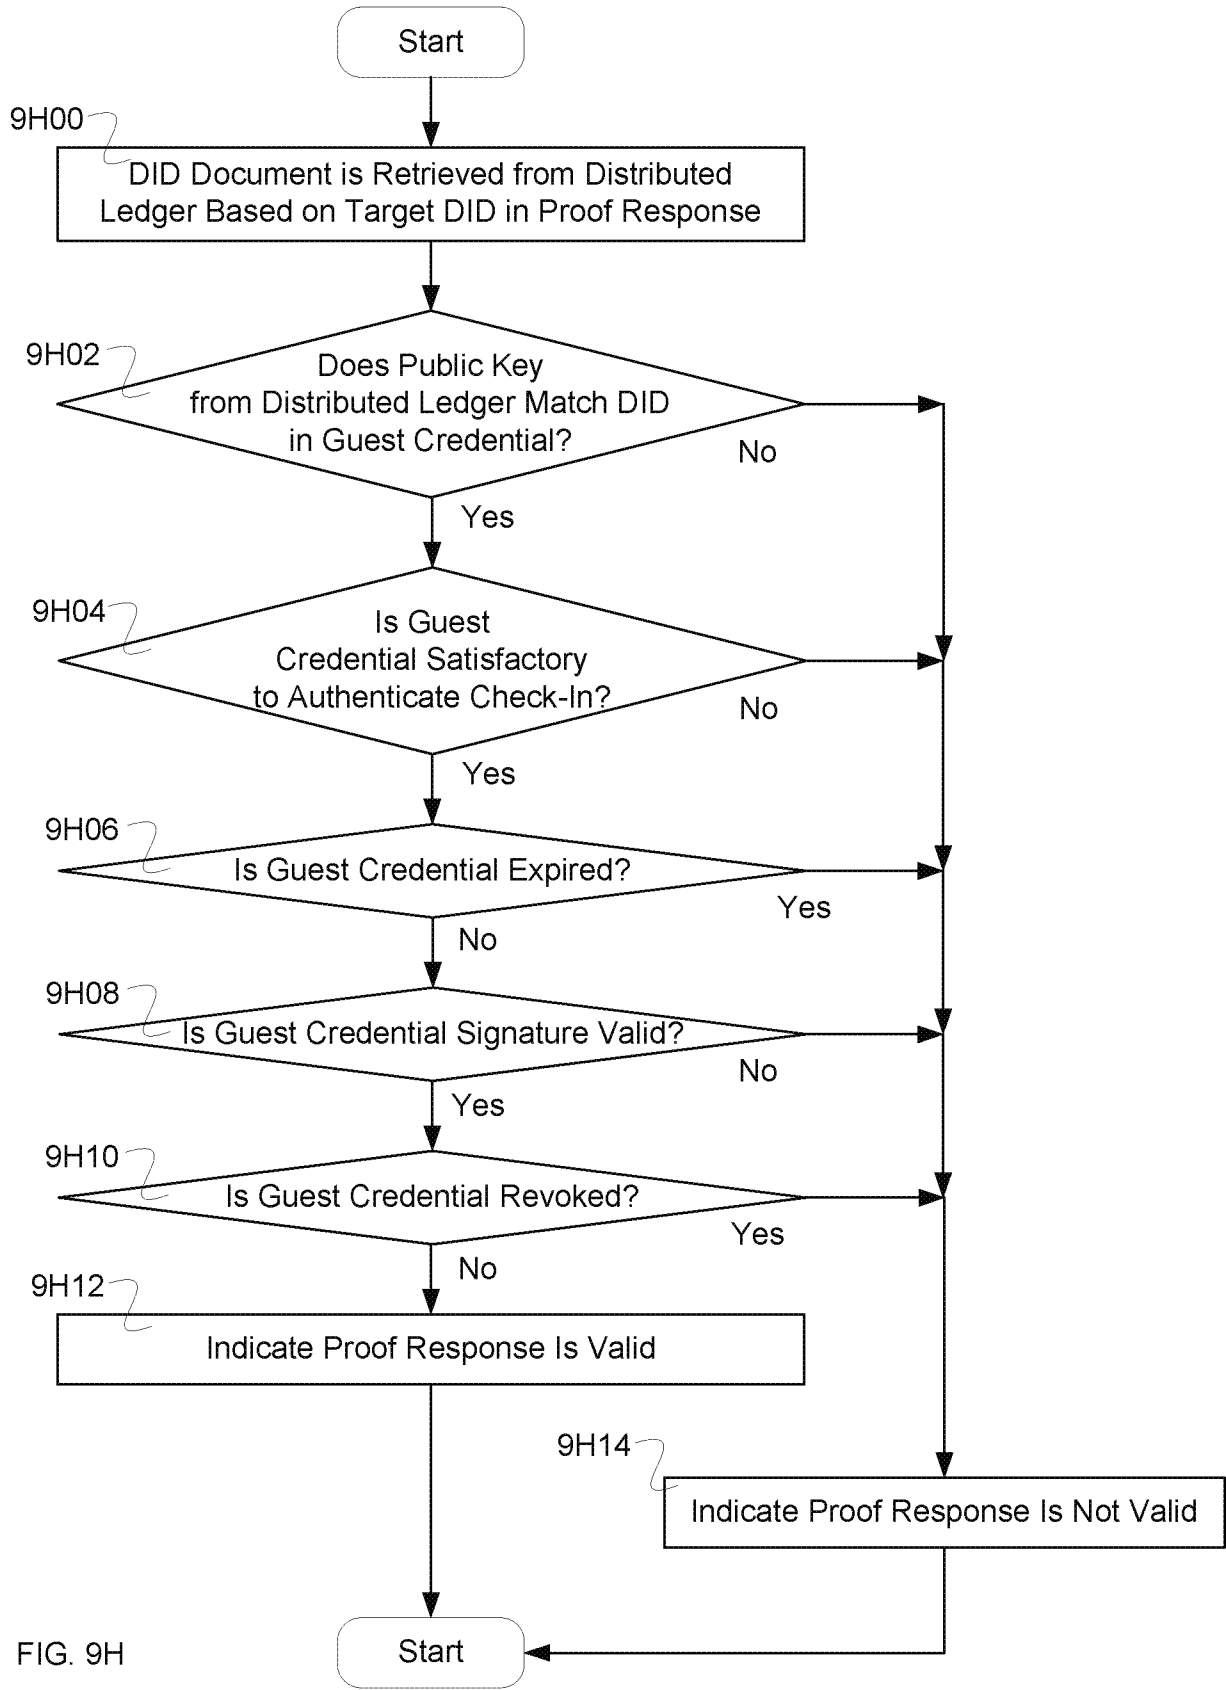 Start
9H00
DID Document is Retrieved from Distributed
Ledger Based on Target DID in Proof Response
9H02
Does Public Key
from Distributed Ledger Match DID
in Guest Credential?
No
Yes
9H04
Is Guest
Credential Satisfactory
to Authenticate Check-In?
No
Yes
9H06
Is Guest Credential Expired?
Yes
No
9H08
Is Guest Credential Signature Valid?
No
Yes
9H10
Is Guest Credential Revoked?
Yes
No
9H12
Indicate Proof Response Is Valid
9H14
Indicate Proof Response Is Not Valid
Start
FIG. 9H